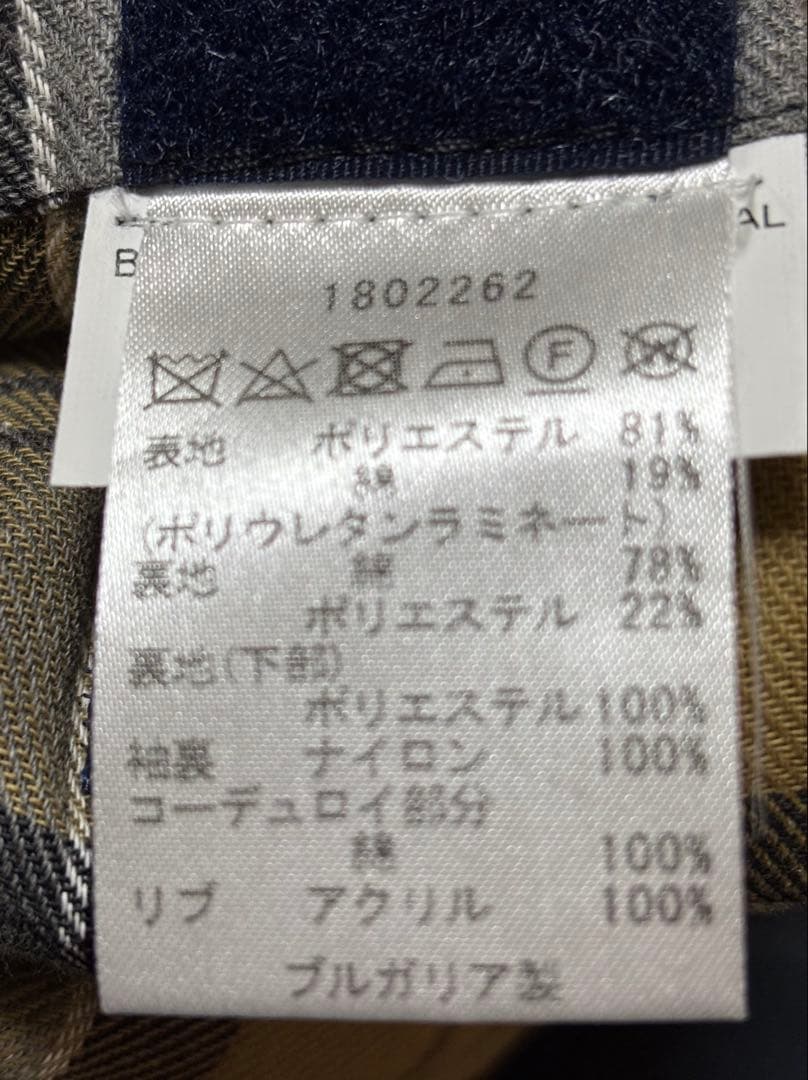 1802262
F
W
表地 ポリエステル 81%
綿 19%
(ポリウレタンラミネート)
裏地 綿 78%
ポリエステル 22%
裏地(下部)
ポリエステル 100%
袖裏 ナイロン 100%
コーデュロイ部分
綿 100%
リブ アクリル 100%
ブルガリア製